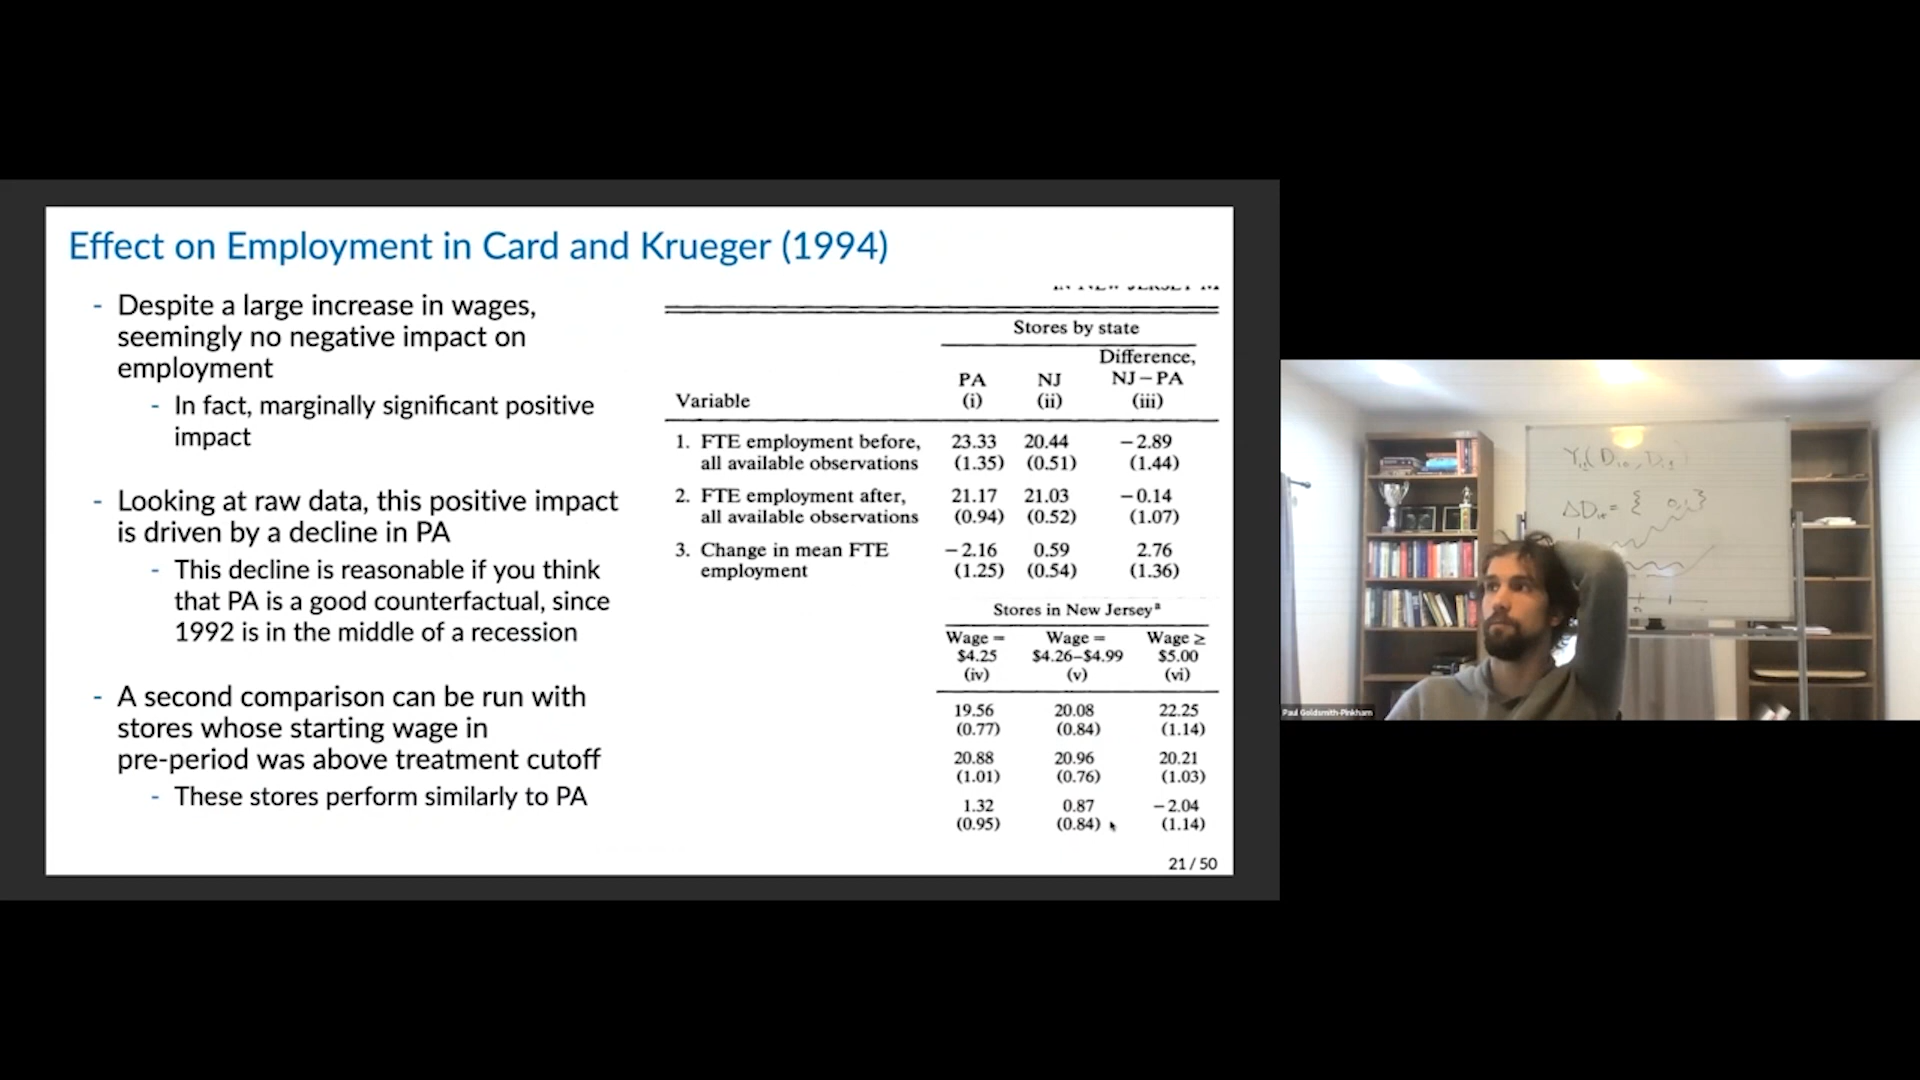 Effect on Employment in Card and Krueger (1994)
- Despite a large increase in wages,
seemingly no negative impact on
employment
- In fact, marginally significant positive
impact
- Looking at raw data, this positive impact
is driven by a decline in PA
- This decline is reasonable if you think
that PA is a good counterfactual, since
1992 is in the middle of a recession
- A second comparison can be run with
stores whose starting wage in
pre-period was above treatment cutoff
- These stores perform similarly to PA
Stores by state
Difference,
PA NJ NJ – PA
Variable (i) (ii) (iii)
1. FTE employment before, 23.33 20.44 −2.89
all available observations (1.35) (0.51) (1.44)
2. FTE employment after, 21.17 21.03 −0.14
all available observations (0.94) (0.52) (1.07)
3. Change in mean FTE −2.16 0.59 2.76
employment (1.25) (0.54) (1.36)
Stores in New Jersey a
Wage = Wage = Wage ≥
$4.25 $4.26–$4.99 $5.00
(iv) (v) (vi)
19.56 20.08 22.25
(0.77) (0.84) (1.14)
20.88 20.96 20.21
(1.01) (0.76) (1.03)
1.32 0.87 −2.04
(0.95) (0.84) (1.14)
21 / 50
Paul Goldsmith-Pinkham